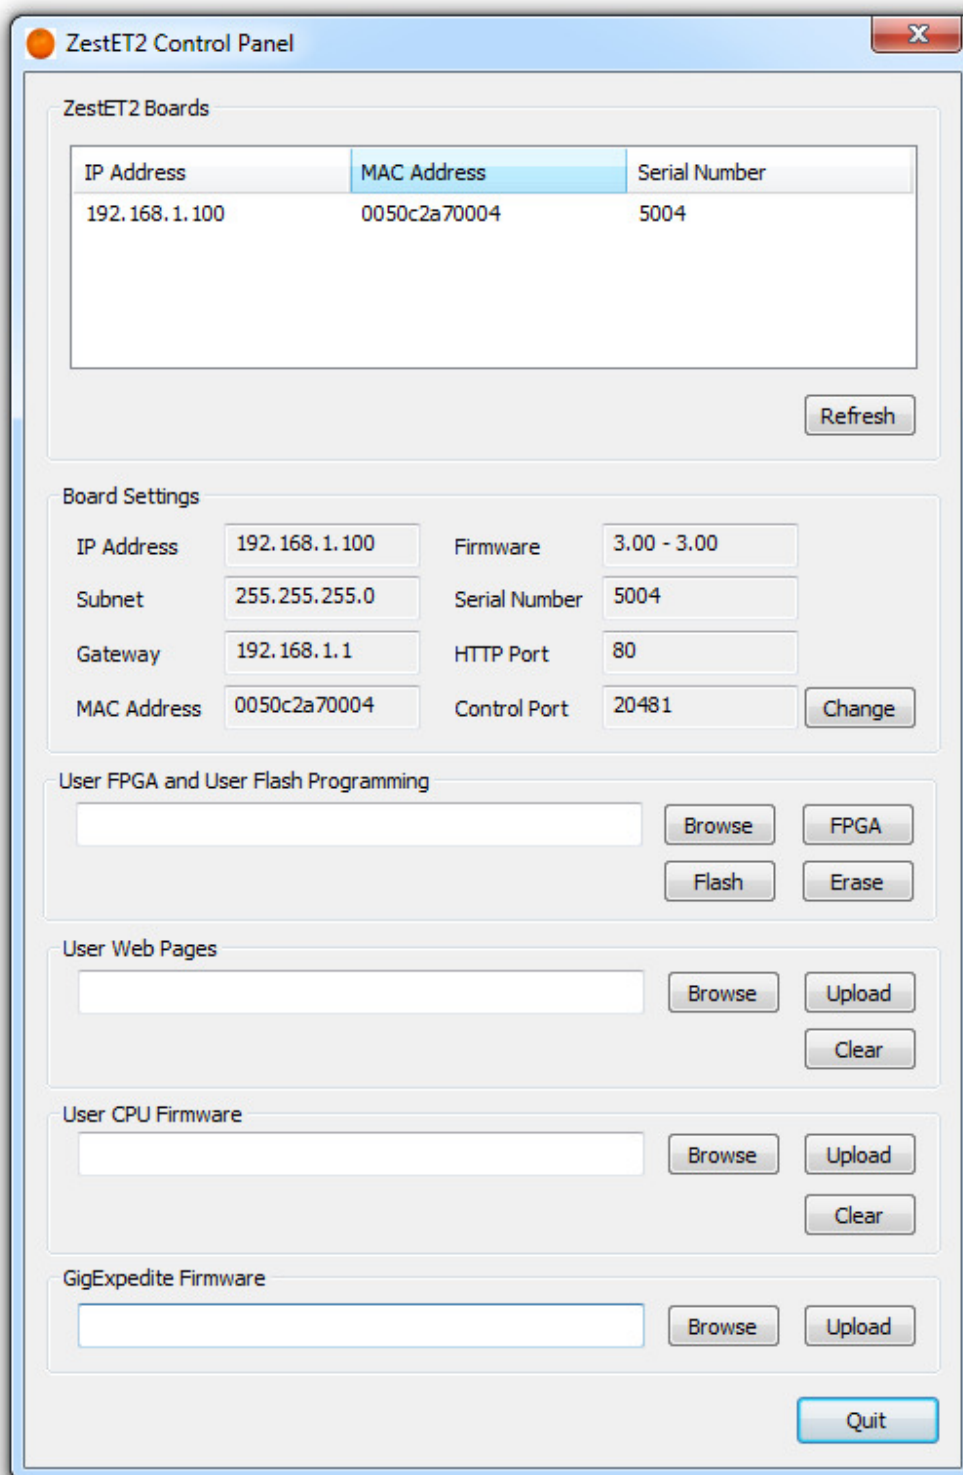 ZestET2 Control Panel
ZestET2 Boards
IP Address MAC Address Serial Number
192.168.1.100 0050c2a70004 5004
Refresh
Board Settings
IP Address 192.168.1.100 Firmware 3.00 - 3.00
Subnet 255.255.255.0 Serial Number 5004
Gateway 192.168.1.1 HTTP Port 80
MAC Address 0050c2a70004 Control Port 20481 Change
User FPGA and User Flash Programming
Browse FPGA
Flash Erase
User Web Pages
Browse Upload
Clear
User CPU Firmware
Browse Upload
Clear
GigExpedite Firmware
Browse Upload
Quit